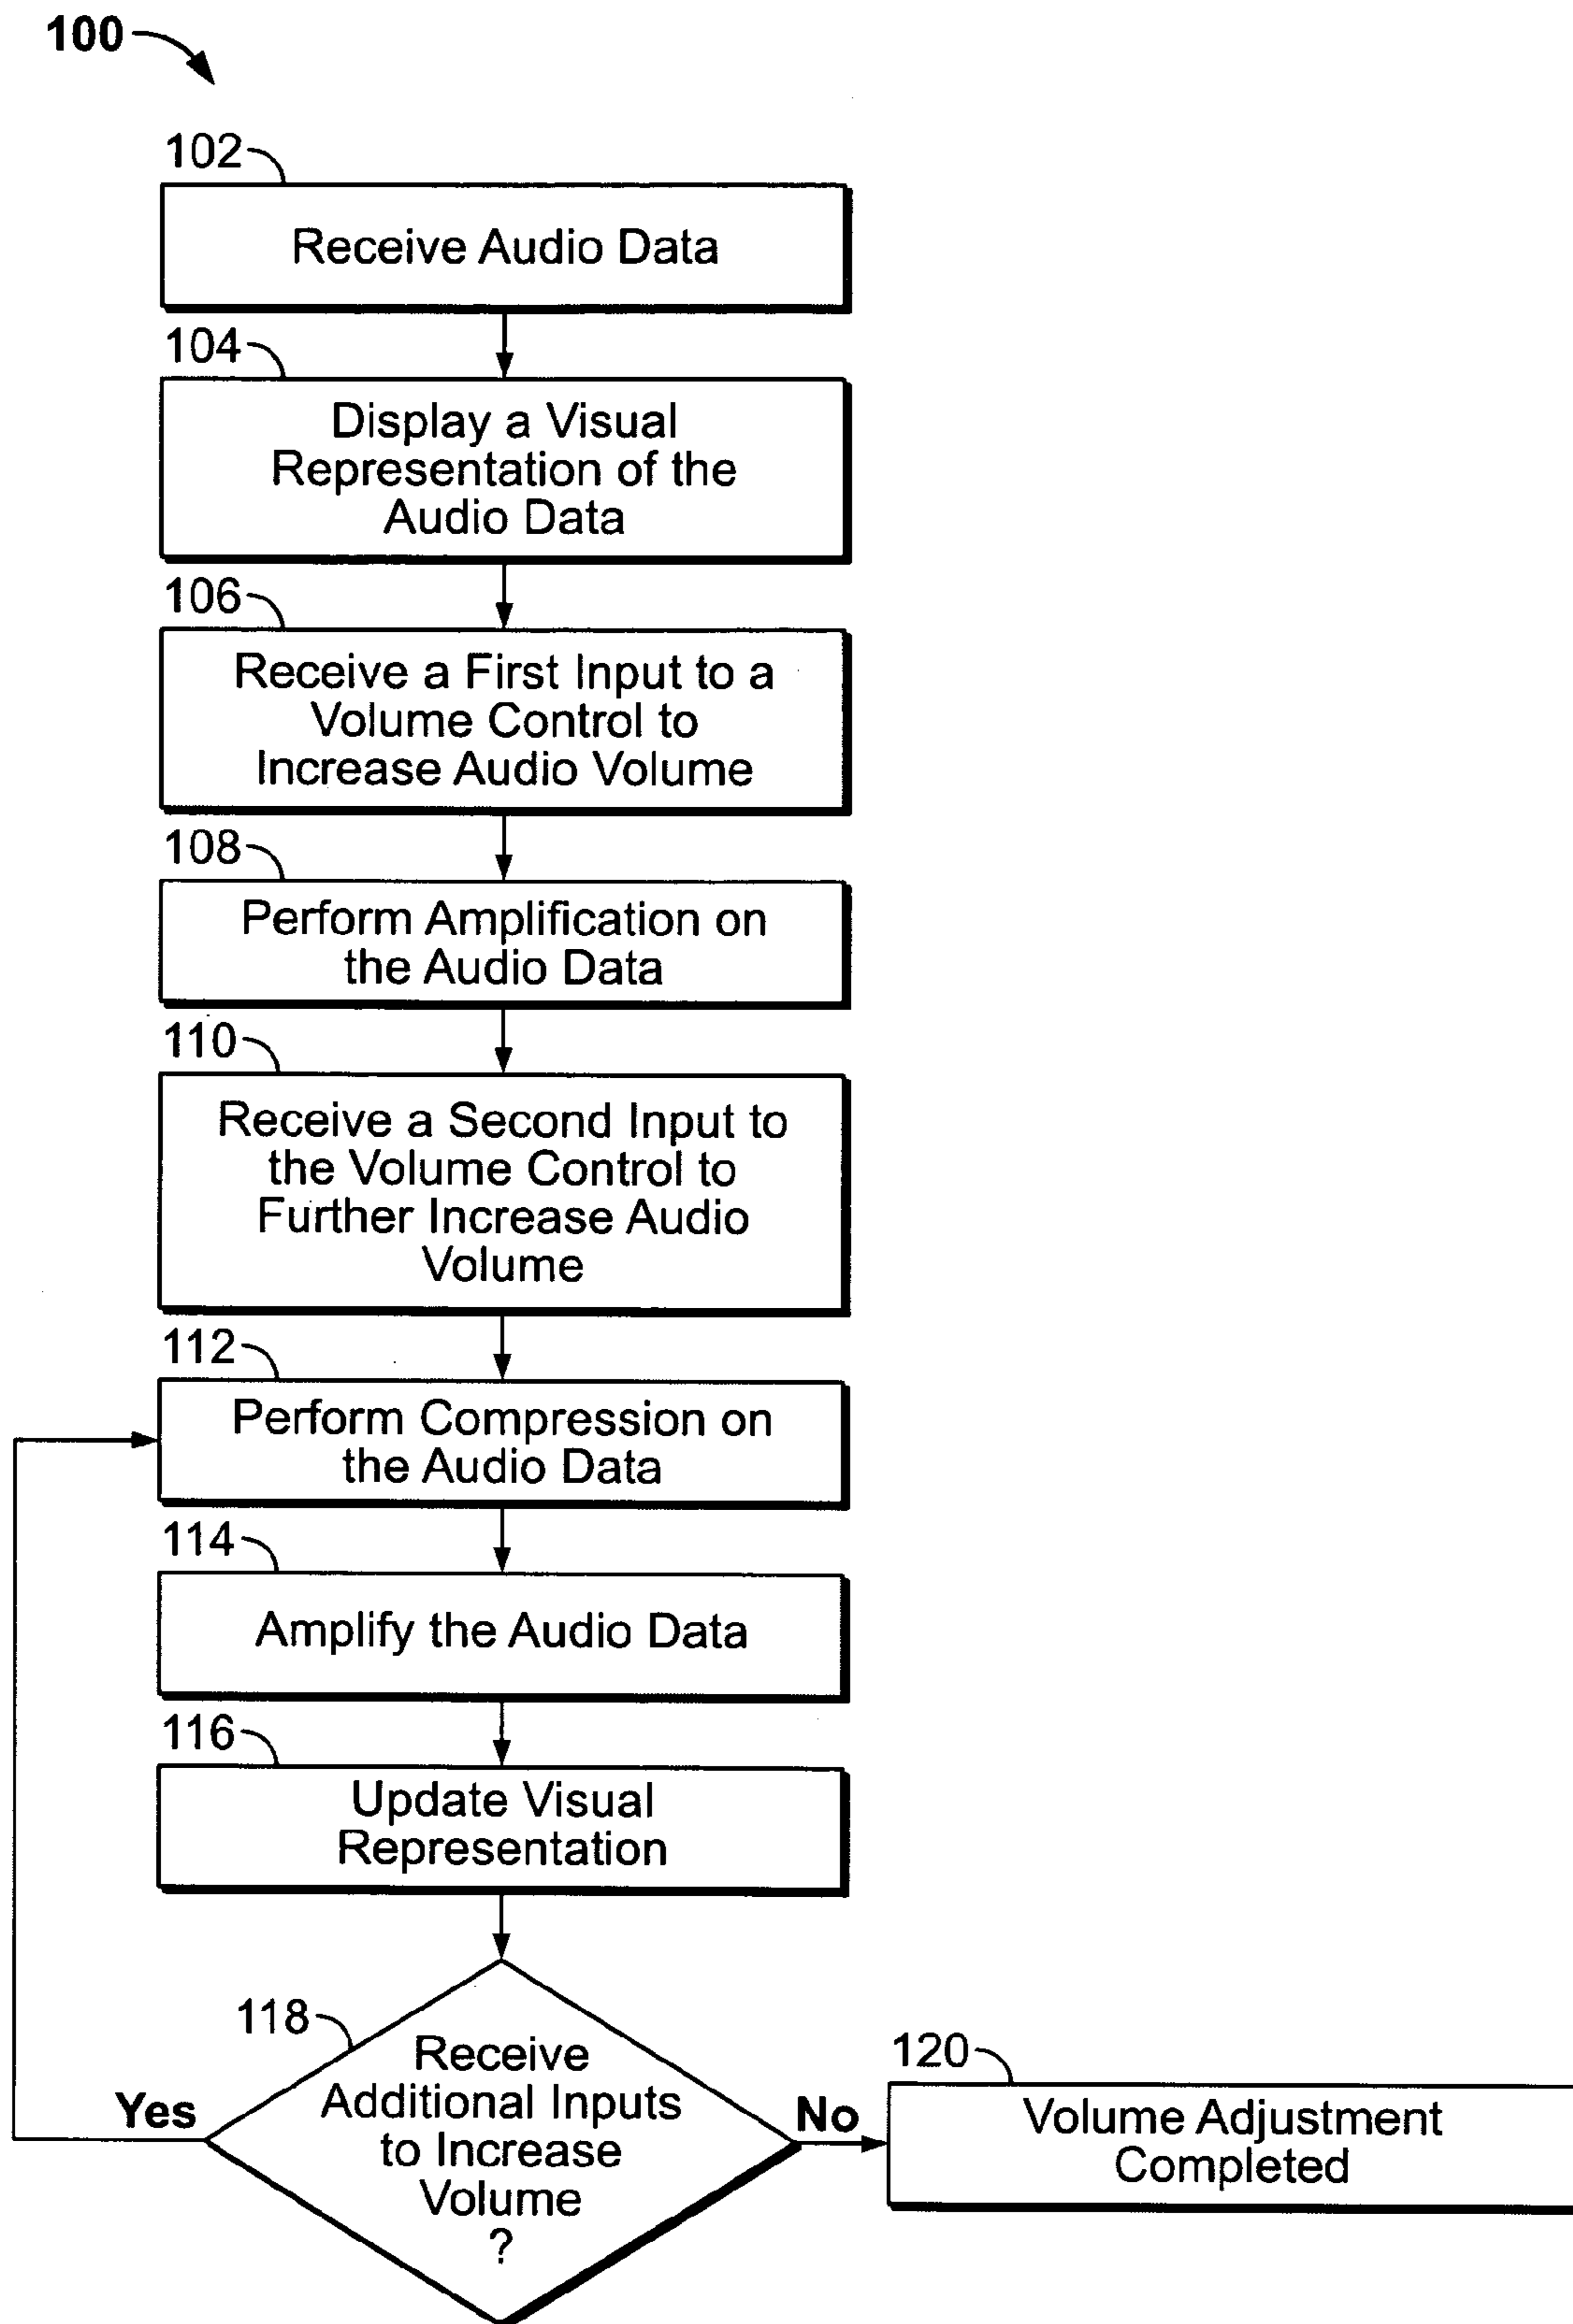 100
102
Receive Audio Data
104
Display a Visual
Representation of the
Audio Data
106
Receive a First Input to a
Volume Control to
Increase Audio Volume
108
Perform Amplification on
the Audio Data
110
Receive a Second Input to
the Volume Control to
Further Increase Audio
Volume
112
Perform Compression on
the Audio Data
114
Amplify the Audio Data
116
Update Visual
Representation
118
Receive
Additional Inputs
to Increase
Volume
?
Yes
No
120
Volume Adjustment
Completed